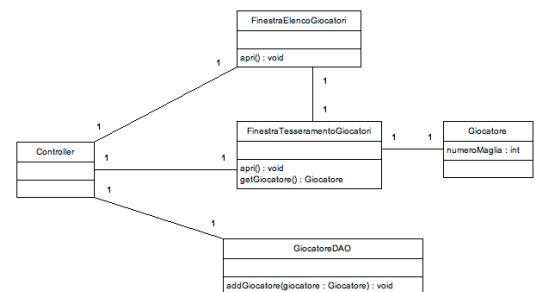 FinestraElencoGiocatori
apri() : void
1
1
1
1
FinestraTesseramentoGiocatori
apri() : void
getGiocatore() : Giocatore
1
1
Giocatore
numeroMaglia : int
Controller
1
1
1
1
GiocatoreDAO
addGiocatore(giocatore : Giocatore) : void